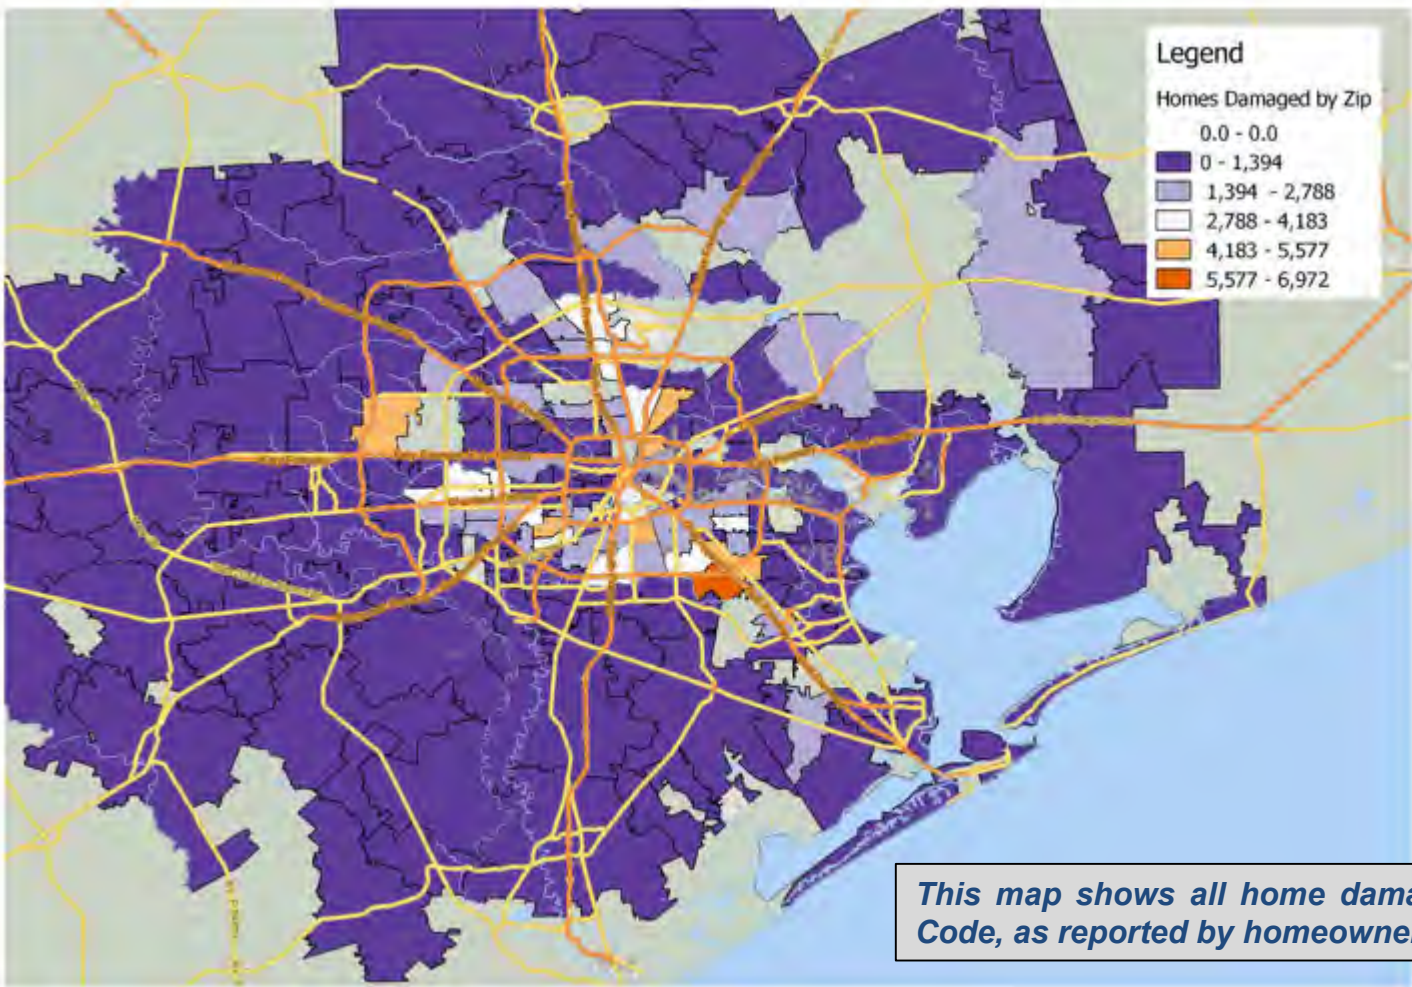 Legend
Homes Damaged by Zip
0.0 - 0.0
0 - 1,394
1,394 - 2,788
2,788 - 4,183
4,183 - 5,577
5,577 - 6,972
This map shows all home dama
Code, as reported by homeowne